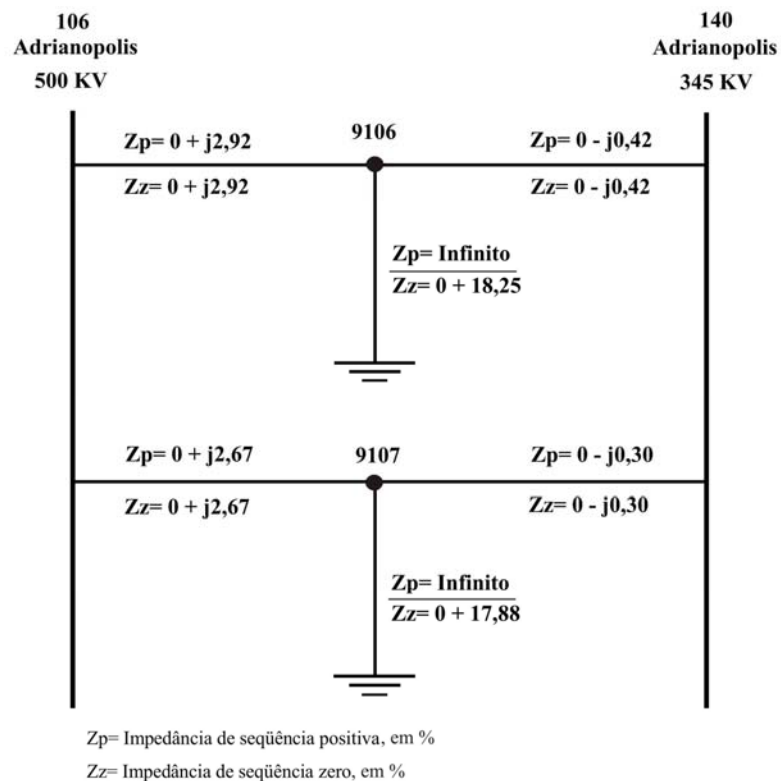 106
Adrianopolis
500 KV
140
Adrianopolis
345 KV
Zp= 0 + j2,92
9106
Zp= 0 - j0,42
Zz= 0 + j2,92
Zz= 0 - j0,42
Zp= Infinito
Zz= 0 + 18,25
Zp= 0 + j2,67
9107
Zp= 0 - j0,30
Zz= 0 + j2,67
Zz= 0 - j0,30
Zp= Infinito
Zz= 0 + 17,88
Zp= Impedância de seqüência positiva, em %
Zz= Impedância de seqüência zero, em %